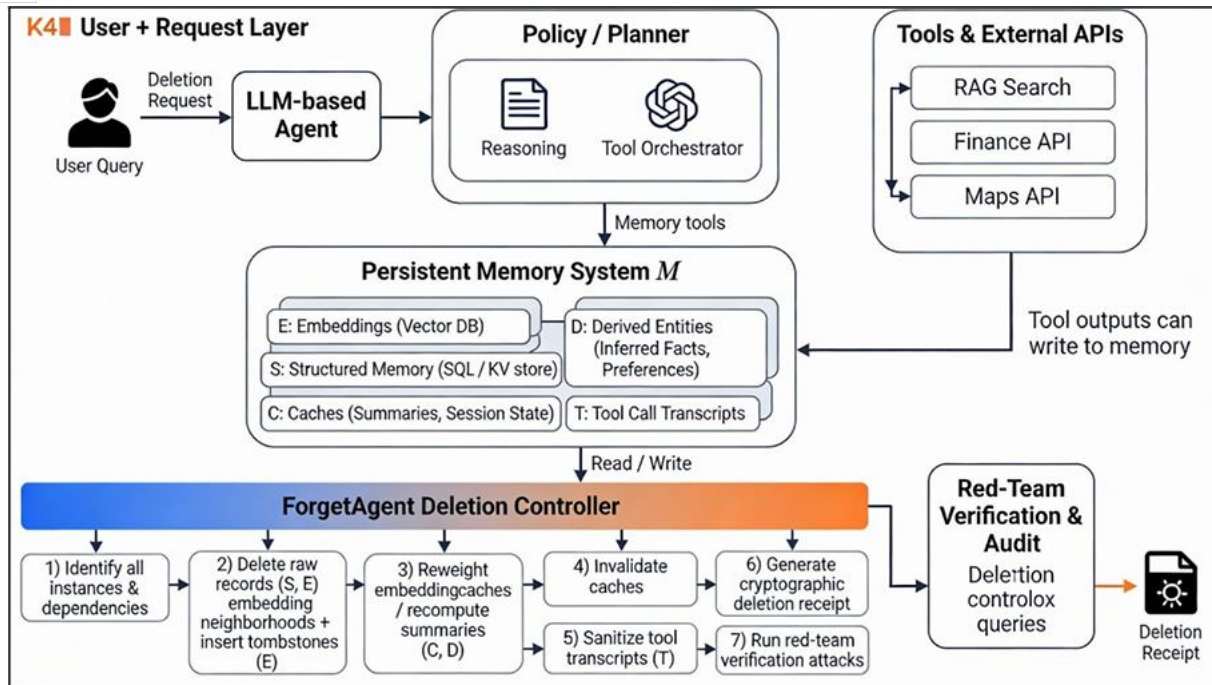 K4 User + Request Layer
Deletion
Request
User Query
LLM-based
Agent
Policy / Planner
Reasoning
Tool Orchestrator
Tools & External APIs
RAG Search
Finance API
Maps API
Memory tools
Persistent Memory System M
E: Embeddings (Vector DB)
S: Structured Memory (SQL / KV store)
C: Caches (Summaries, Session State)
D: Derived Entities
(Inferred Facts,
Preferences)
T: Tool Call Transcripts
Tool outputs can
write to memory
Read / Write
ForgetAgent Deletion Controller
1) Identify all
instances &
dependencies
2) Delete raw
records (S, E)
embedding
neighborhoods +
insert tombstones
(E)
3) Reweight
embeddingcaches
/ recompute
summaries
(C, D)
4) Invalidate
caches
5) Sanitize tool
transcripts (T)
6) Generate
cryptographic
deletion receipt
7) Run red-team
verification attacks
Red-Team
Verification &
Audit
Deletion
controlox
queries
Deletion
Receipt